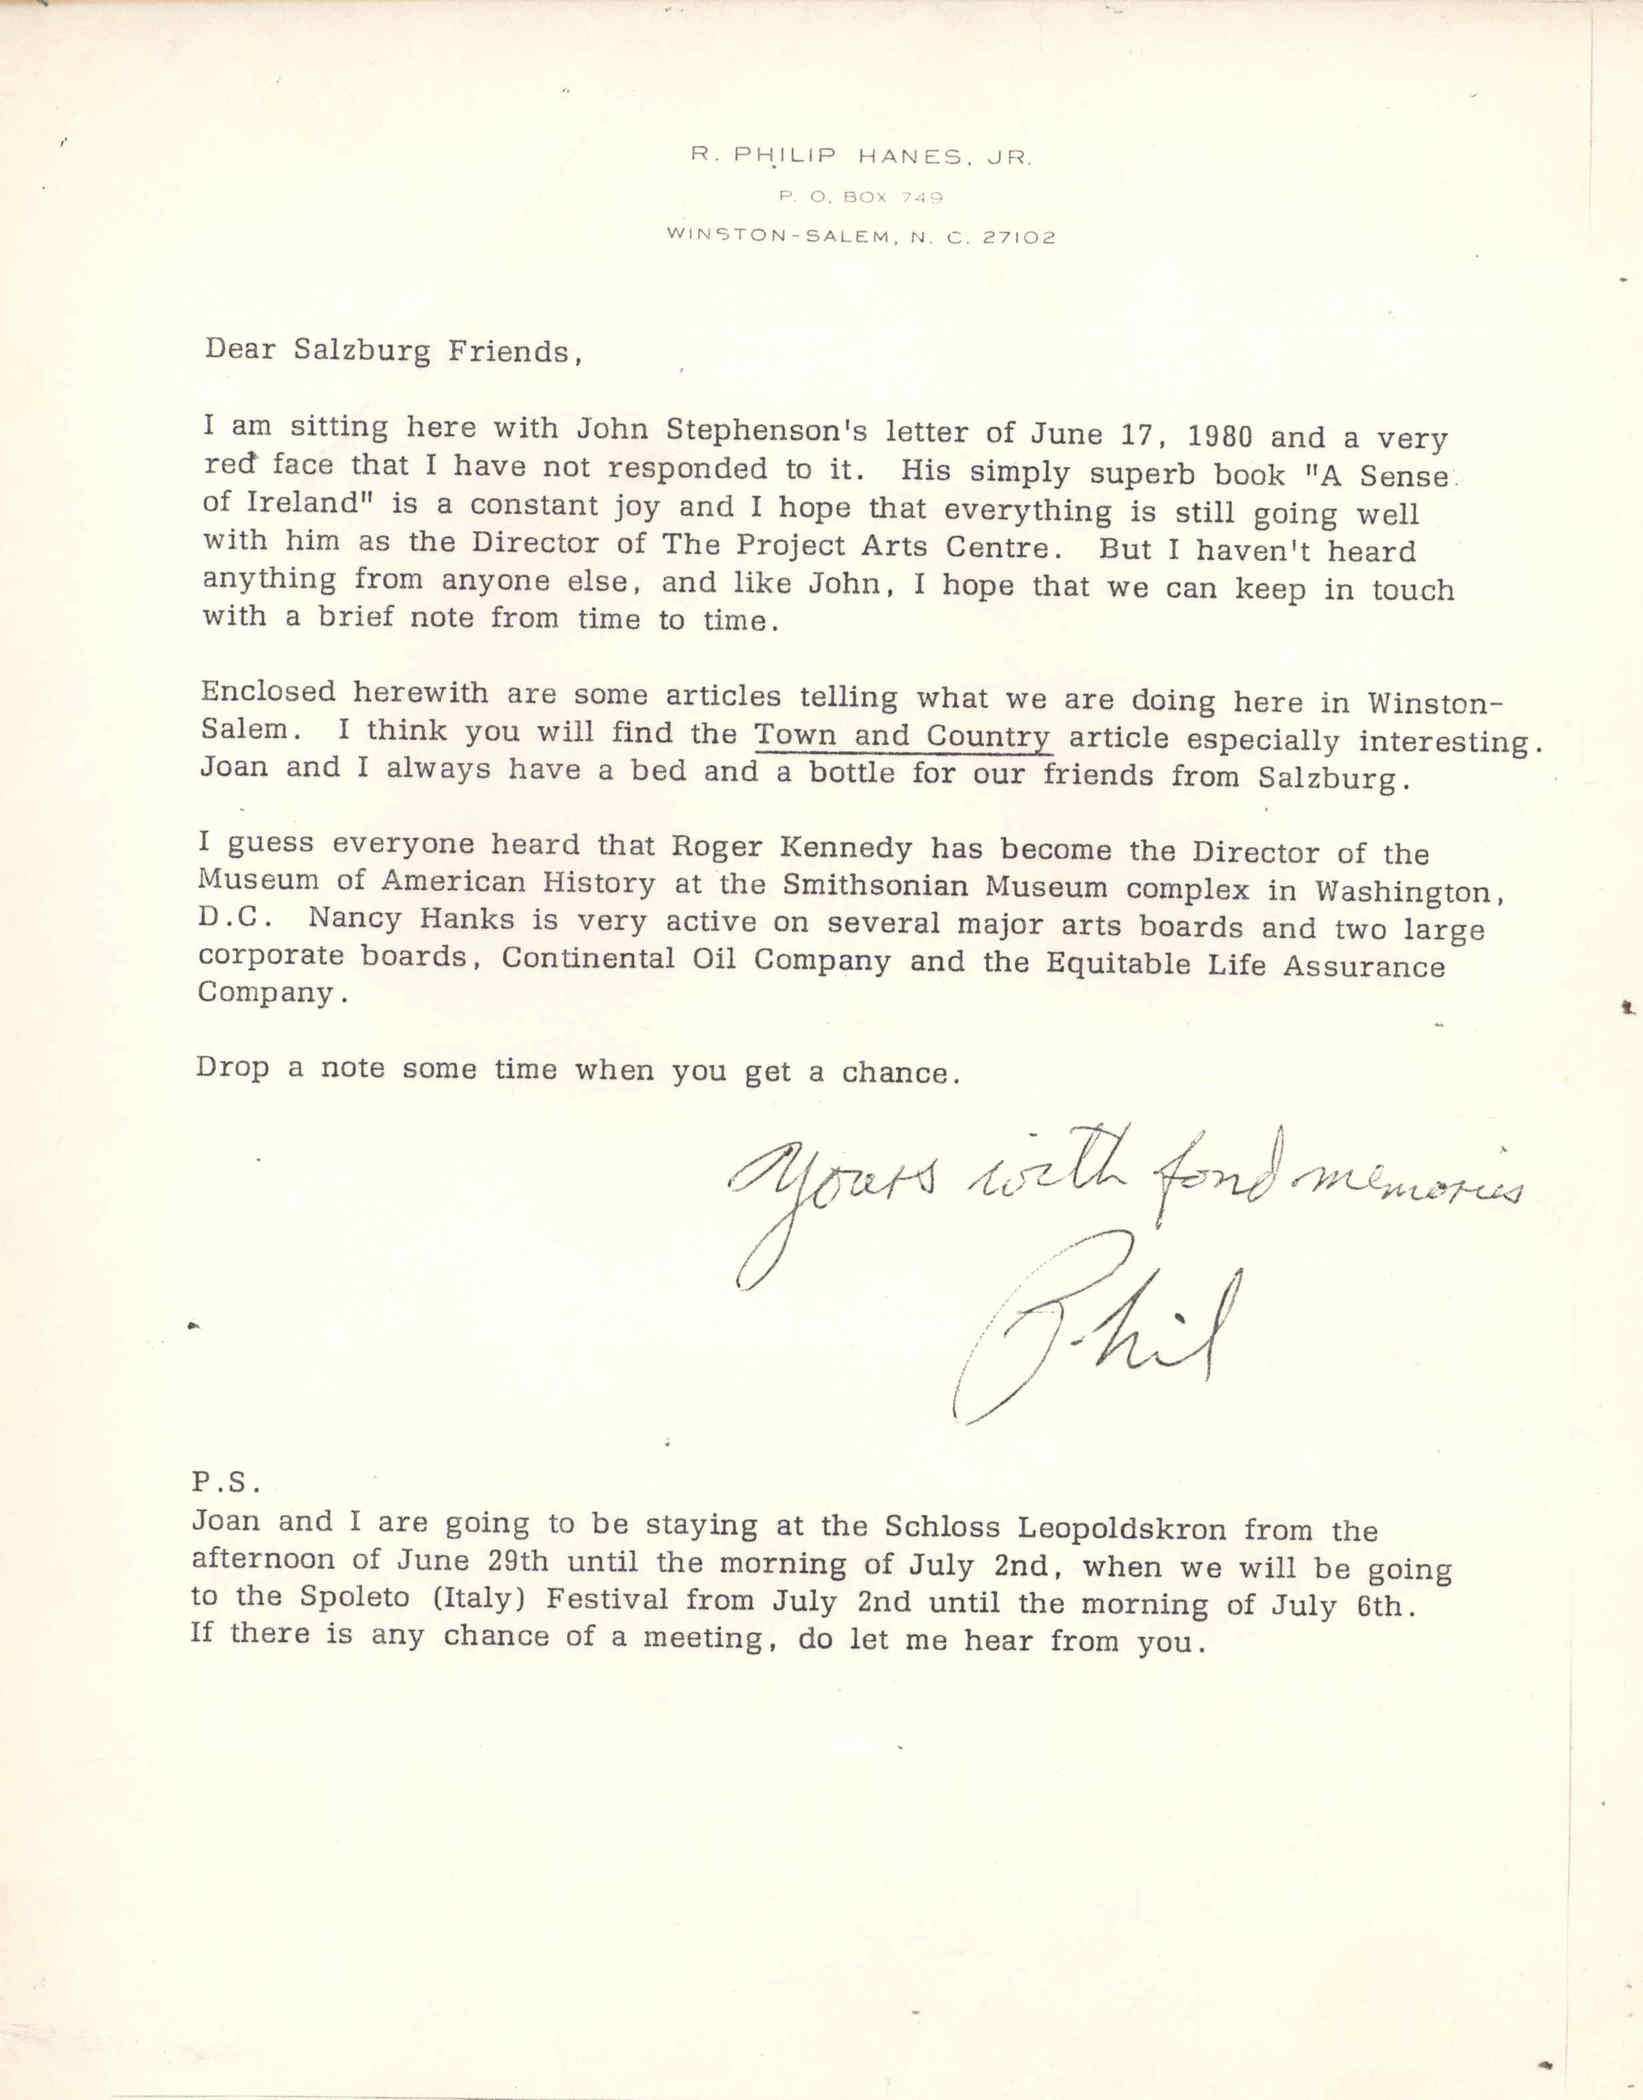 R. PHILIP HANES, JR.
P. O. BOX 749
WINSTON-SALEM, N. C. 27102
Dear Salzburg Friends,
I am sitting here with John Stephenson's letter of June 17, 1980 and a very
red face that I have not responded to it. His simply superb book "A Sense
of Ireland" is a constant joy and I hope that everything is still going well
with him as the Director of The Project Arts Centre. But I haven't heard
anything from anyone else, and like John, I hope that we can keep in touch
with a brief note from time to time.
Enclosed herewith are some articles telling what we are doing here in Winston-
Salem. I think you will find the Town and Country article especially interesting.
Joan and I always have a bed and a bottle for our friends from Salzburg.
I guess everyone heard that Roger Kennedy has become the Director of the
Museum of American History at the Smithsonian Museum complex in Washington,
D.C. Nancy Hanks is very active on several major arts boards and two large
corporate boards, Continental Oil Company and the Equitable Life Assurance
Company.
Drop a note some time when you get a chance.
Yours with fond memories
Phil
P.S.
Joan and I are going to be staying at the Schloss Leopoldskron from the
afternoon of June 29th until the morning of July 2nd, when we will be going
to the Spoleto (Italy) Festival from July 2nd until the morning of July 6th.
If there is any chance of a meeting, do let me hear from you.